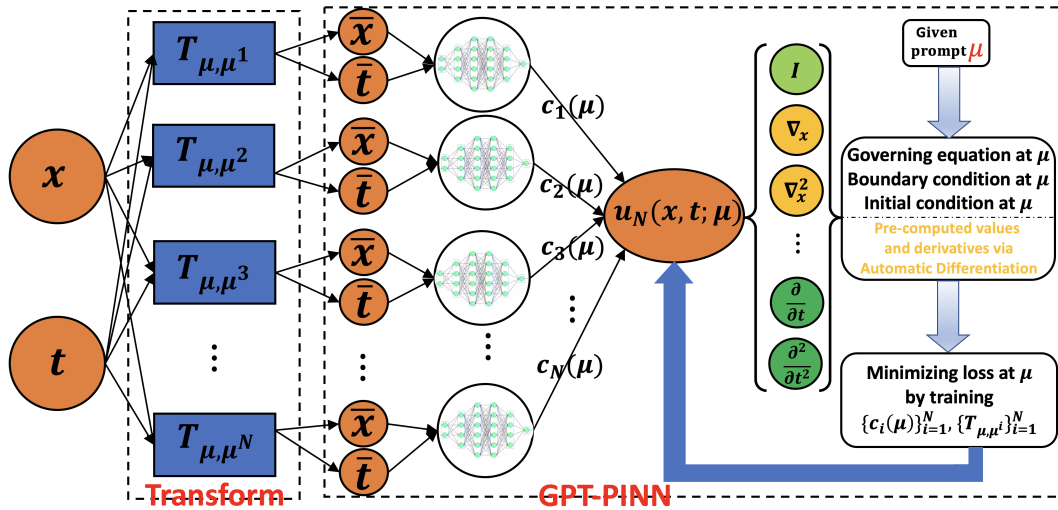 x
t
T_{μ,μ^1}
T_{μ,μ^2}
T_{μ,μ^3}
⋮
T_{μ,μ^N}
Transform
x̅
t̅
x̅
t̅
x̅
t̅
⋮
x̅
t̅
⋮
c_1(μ)
c_2(μ)
c_3(μ)
⋮
c_N(μ)
u_N(x, t; μ)
I
∇_x
∇_x^2
⋮
∂/∂t
∂^2/∂t^2
Given
prompt μ
Governing equation at μ
Boundary condition at μ
Initial condition at μ
Pre-computed values
and derivatives via
Automatic Differentiation
Minimizing loss at μ
by training
{c_i(μ)}_{i=1}^N, {T_{μ,μ^i}}_{i=1}^N
GPT-PINN